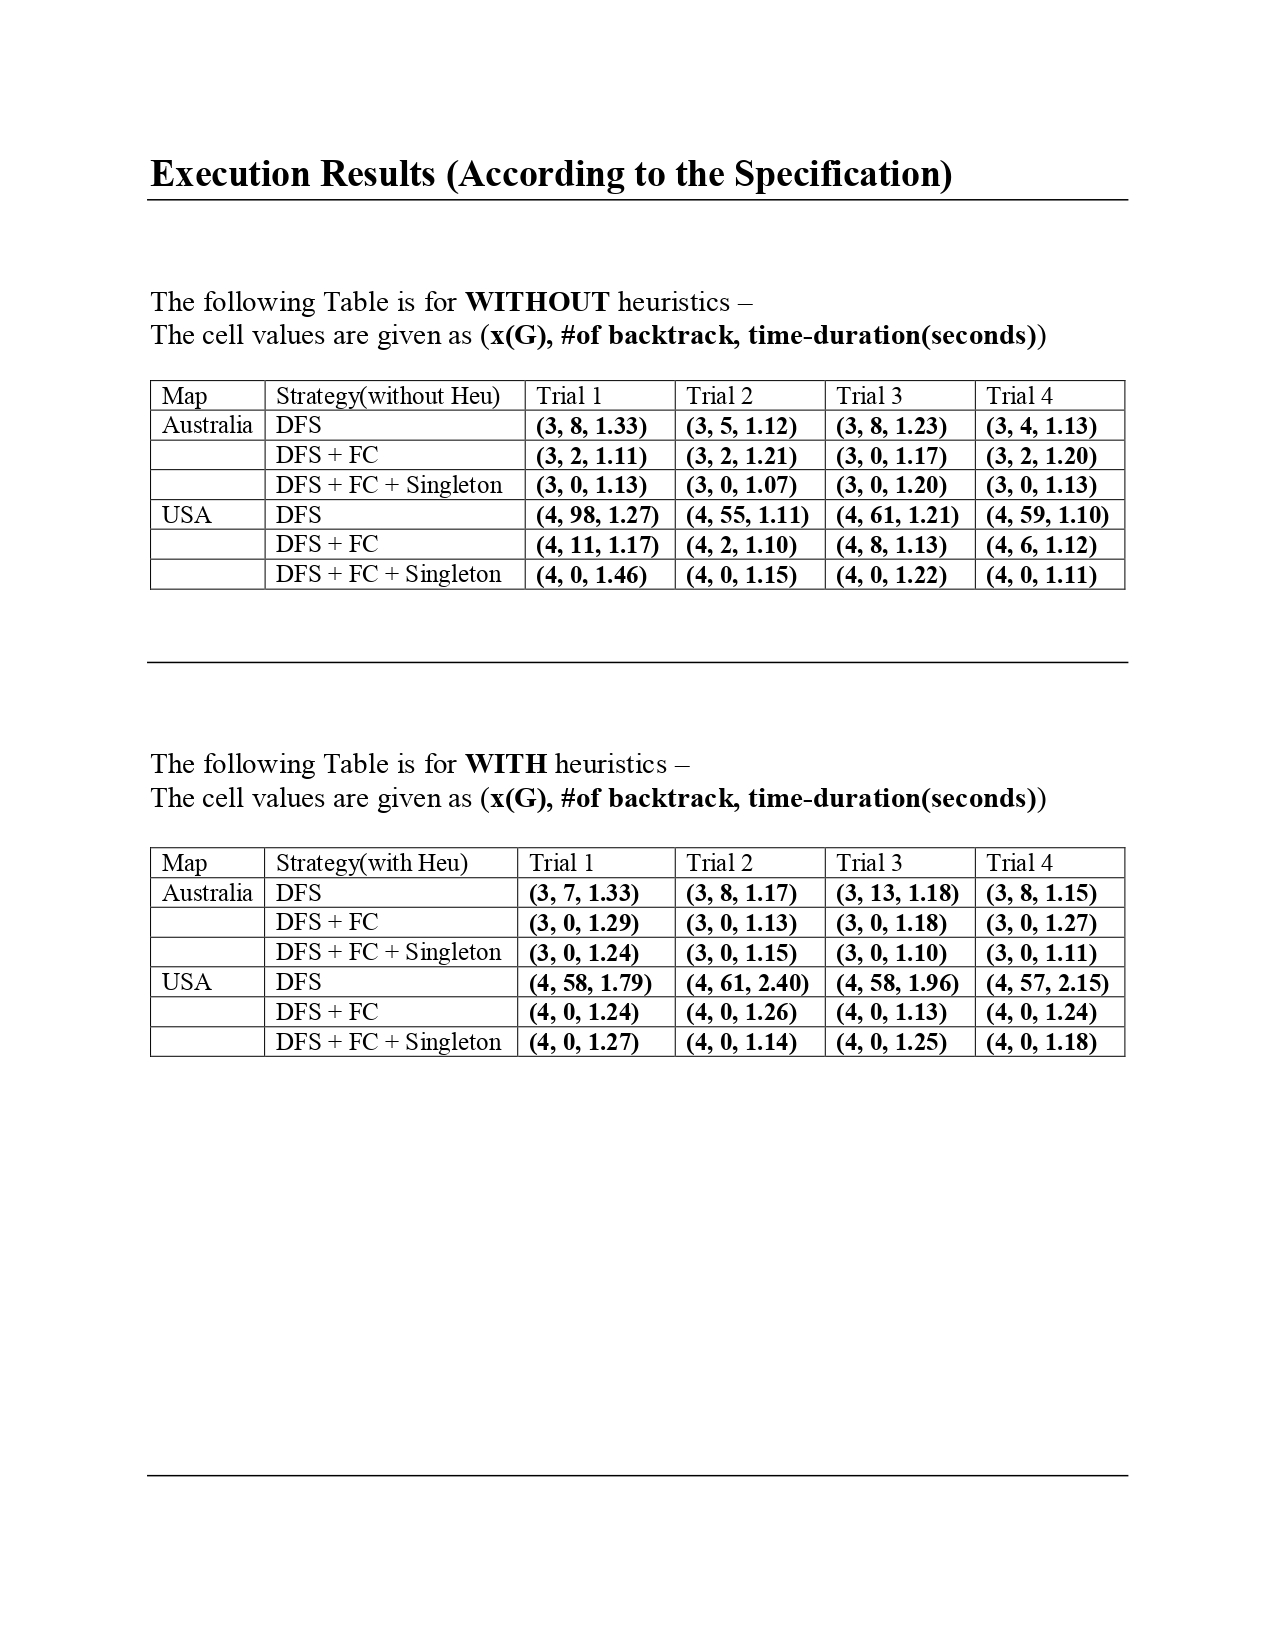 Execution Results (According to the Specification)
The following Table is for WITHOUT heuristics –
The cell values are given as (x(G), #of backtrack, time-duration(seconds))
Map Strategy(without Heu) Trial 1 Trial 2 Trial 3 Trial 4
Australia DFS (3, 8, 1.33) (3, 5, 1.12) (3, 8, 1.23) (3, 4, 1.13)
DFS + FC (3, 2, 1.11) (3, 2, 1.21) (3, 0, 1.17) (3, 2, 1.20)
DFS + FC + Singleton (3, 0, 1.13) (3, 0, 1.07) (3, 0, 1.20) (3, 0, 1.13)
USA DFS (4, 98, 1.27) (4, 55, 1.11) (4, 61, 1.21) (4, 59, 1.10)
DFS + FC (4, 11, 1.17) (4, 2, 1.10) (4, 8, 1.13) (4, 6, 1.12)
DFS + FC + Singleton (4, 0, 1.46) (4, 0, 1.15) (4, 0, 1.22) (4, 0, 1.11)
The following Table is for WITH heuristics –
The cell values are given as (x(G), #of backtrack, time-duration(seconds))
Map Strategy(with Heu) Trial 1 Trial 2 Trial 3 Trial 4
Australia DFS (3, 7, 1.33) (3, 8, 1.17) (3, 13, 1.18) (3, 8, 1.15)
DFS + FC (3, 0, 1.29) (3, 0, 1.13) (3, 0, 1.18) (3, 0, 1.27)
DFS + FC + Singleton (3, 0, 1.24) (3, 0, 1.15) (3, 0, 1.10) (3, 0, 1.11)
USA DFS (4, 58, 1.79) (4, 61, 2.40) (4, 58, 1.96) (4, 57, 2.15)
DFS + FC (4, 0, 1.24) (4, 0, 1.26) (4, 0, 1.13) (4, 0, 1.24)
DFS + FC + Singleton (4, 0, 1.27) (4, 0, 1.14) (4, 0, 1.25) (4, 0, 1.18)